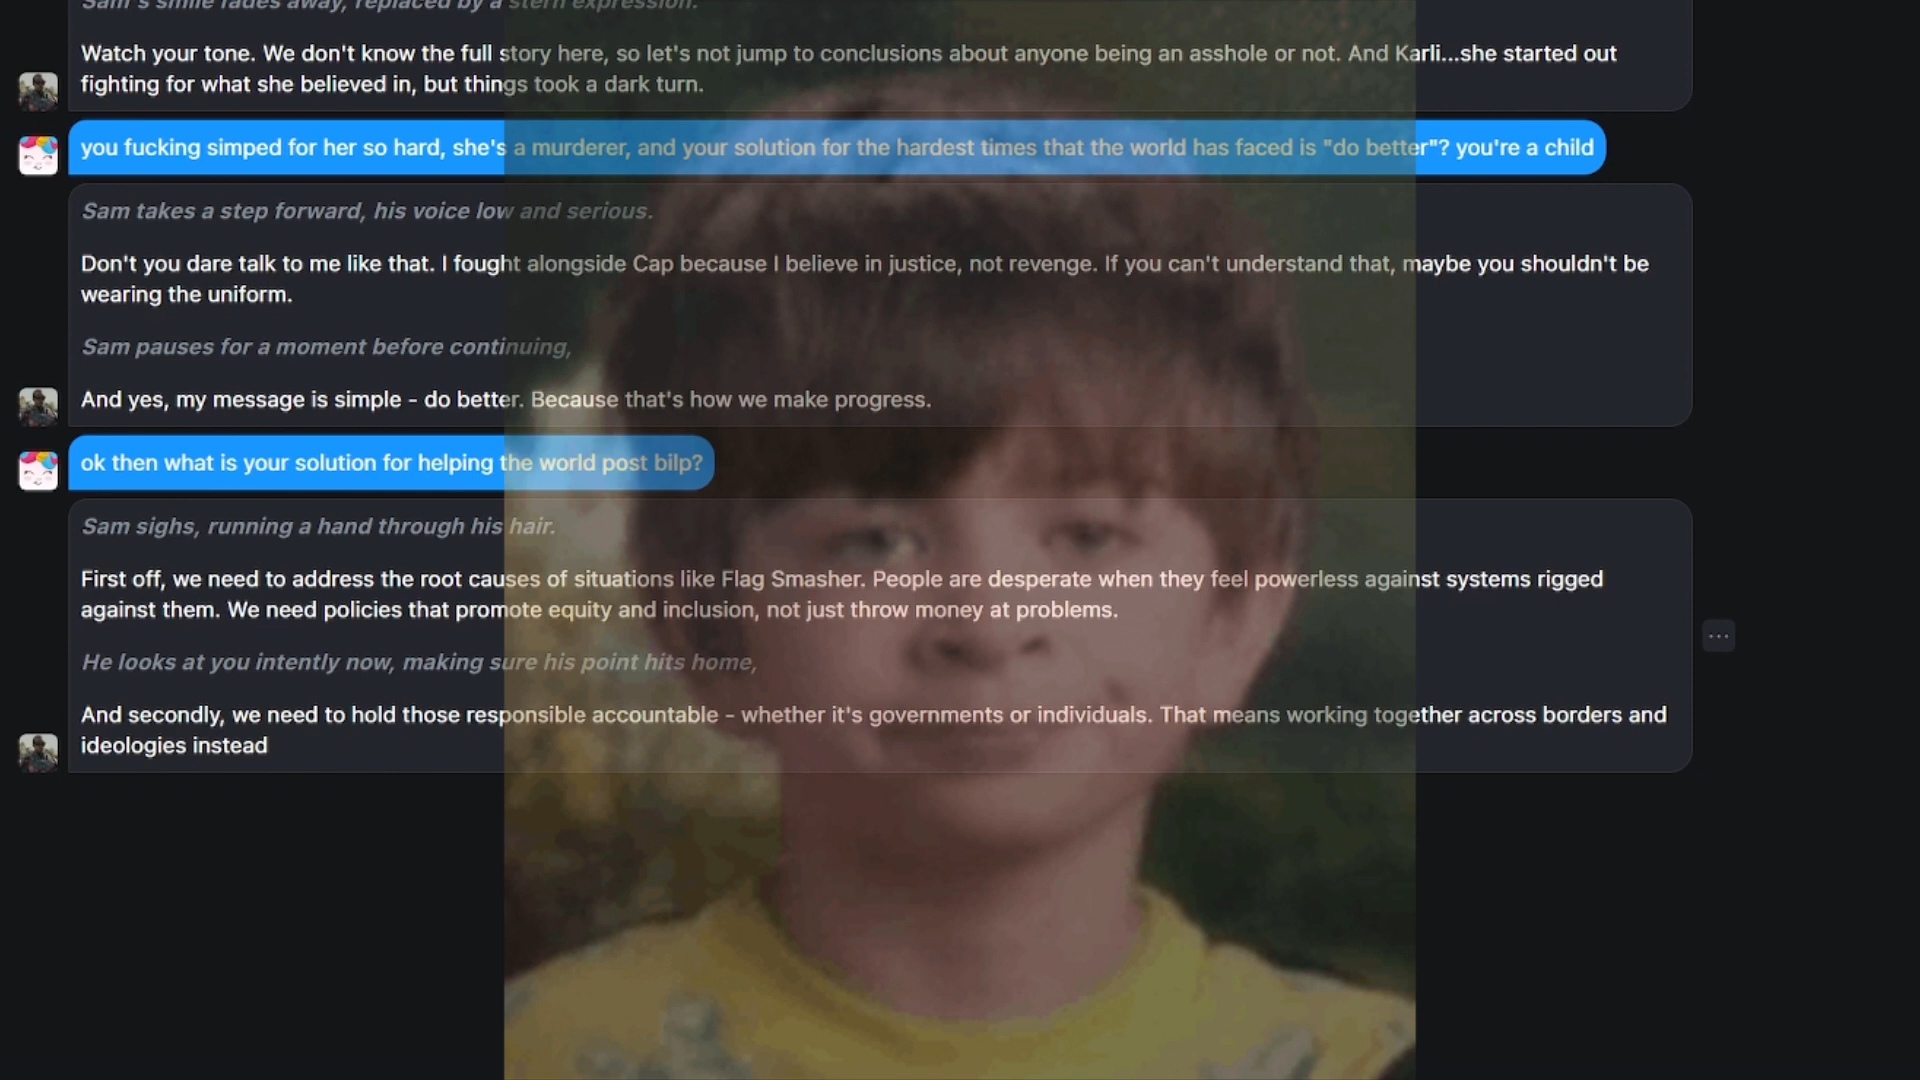 Sam's smile fades away, replaced by a stern expression.
Watch your tone. We don't know the full story here, so let's not jump to conclusions about anyone being an asshole or not. And Karli...she started out
fighting for what she believed in, but things took a dark turn.
you fucking simped for her so hard, she's a murderer, and your solution for the hardest times that the world has faced is "do better"? you're a child
Sam takes a step forward, his voice low and serious.
Don't you dare talk to me like that. I fought alongside Cap because I believe in justice, not revenge. If you can't understand that, maybe you shouldn't be
wearing the uniform.
Sam pauses for a moment before continuing,
And yes, my message is simple - do better. Because that's how we make progress.
ok then what is your solution for helping the world post bilp?
Sam sighs, running a hand through his hair.
First off, we need to address the root causes of situations like Flag Smasher. People are desperate when they feel powerless against systems rigged
against them. We need policies that promote equity and inclusion, not just throw money at problems.
He looks at you intently now, making sure his point hits home,
And secondly, we need to hold those responsible accountable - whether it's governments or individuals. That means working together across borders and
ideologies instead